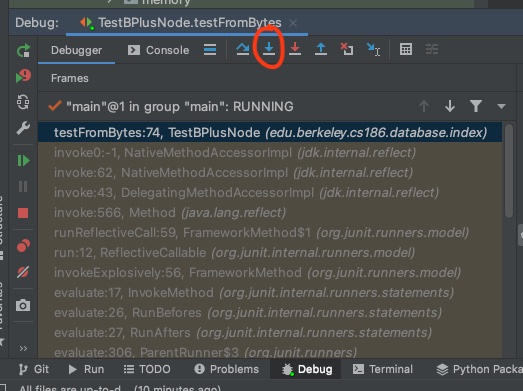 memory
Debug: TestBPlusNode.testFromBytes ×
Debugger Console
Frames
"main"@1 in group "main": RUNNING
testFromBytes:74, TestBPlusNode (edu.berkeley.cs186.database.index)
invoke0:-1, NativeMethodAccessorImpl (jdk.internal.reflect)
invoke:62, NativeMethodAccessorImpl (jdk.internal.reflect)
invoke:43, DelegatingMethodAccessorImpl (jdk.internal.reflect)
invoke:566, Method (java.lang.reflect)
runReflectiveCall:59, FrameworkMethod$1 (org.junit.runners.model)
run:12, ReflectiveCallable (org.junit.internal.runners.model)
invokeExplosively:56, FrameworkMethod (org.junit.runners.model)
evaluate:17, InvokeMethod (org.junit.internal.runners.statements)
evaluate:26, RunBefores (org.junit.internal.runners.statements)
evaluate:27, RunAfters (org.junit.internal.runners.statements)
evaluate:306, ParentRunner$3 (org.junit.runners)
Git Run TODO Problems Debug Terminal Python Packa
All files are up-to-d... (10 minutes ago)